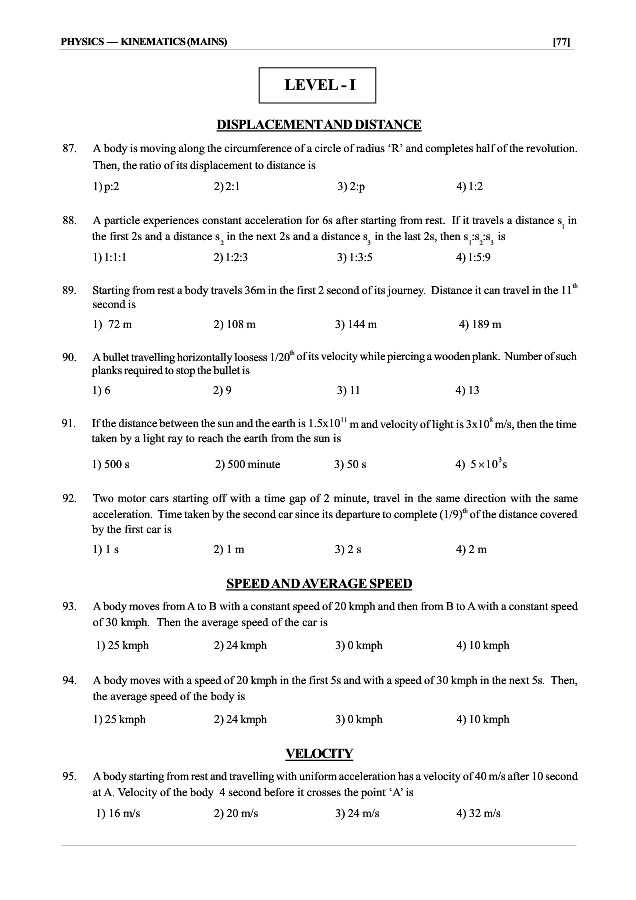 PHYSICS — KINEMATICS (MAINS) [77]
LEVEL - I
DISPLACEMENT AND DISTANCE
87. A body is moving along the circumference of a circle of radius ‘R’ and completes half of the revolution.
Then, the ratio of its displacement to distance is
1) p:2 2) 2:1 3) 2:p 4) 1:2
88. A particle experiences constant acceleration for 6s after starting from rest. If it travels a distance s₁ in
the first 2s and a distance s₂ in the next 2s and a distance s₃ in the last 2s, then s₁:s₂:s₃ is
1) 1:1:1 2) 1:2:3 3) 1:3:5 4) 1:5:9
89. Starting from rest a body travels 36m in the first 2 second of its journey. Distance it can travel in the 11ᵗʰ
second is
1) 72 m 2) 108 m 3) 144 m 4) 189 m
90. A bullet travelling horizontally loosess 1/20ᵗʰ of its velocity while piercing a wooden plank. Number of such
planks required to stop the bullet is
1) 6 2) 9 3) 11 4) 13
91. If the distance between the sun and the earth is 1.5x10¹¹ m and velocity of light is 3x10⁸ m/s, then the time
taken by a light ray to reach the earth from the sun is
1) 500 s 2) 500 minute 3) 50 s 4) 5×10³s
92. Two motor cars starting off with a time gap of 2 minute, travel in the same direction with the same
acceleration. Time taken by the second car since its departure to complete (1/9)ᵗʰ of the distance covered
by the first car is
1) 1 s 2) 1 m 3) 2 s 4) 2 m
SPEED AND AVERAGE SPEED
93. A body moves from A to B with a constant speed of 20 kmph and then from B to A with a constant speed
of 30 kmph. Then the average speed of the car is
1) 25 kmph 2) 24 kmph 3) 0 kmph 4) 10 kmph
94. A body moves with a speed of 20 kmph in the first 5s and with a speed of 30 kmph in the next 5s. Then,
the average speed of the body is
1) 25 kmph 2) 24 kmph 3) 0 kmph 4) 10 kmph
VELOCITY
95. A body starting from rest and travelling with uniform acceleration has a velocity of 40 m/s after 10 second
at A. Velocity of the body 4 second before it crosses the point ‘A’ is
1) 16 m/s 2) 20 m/s 3) 24 m/s 4) 32 m/s